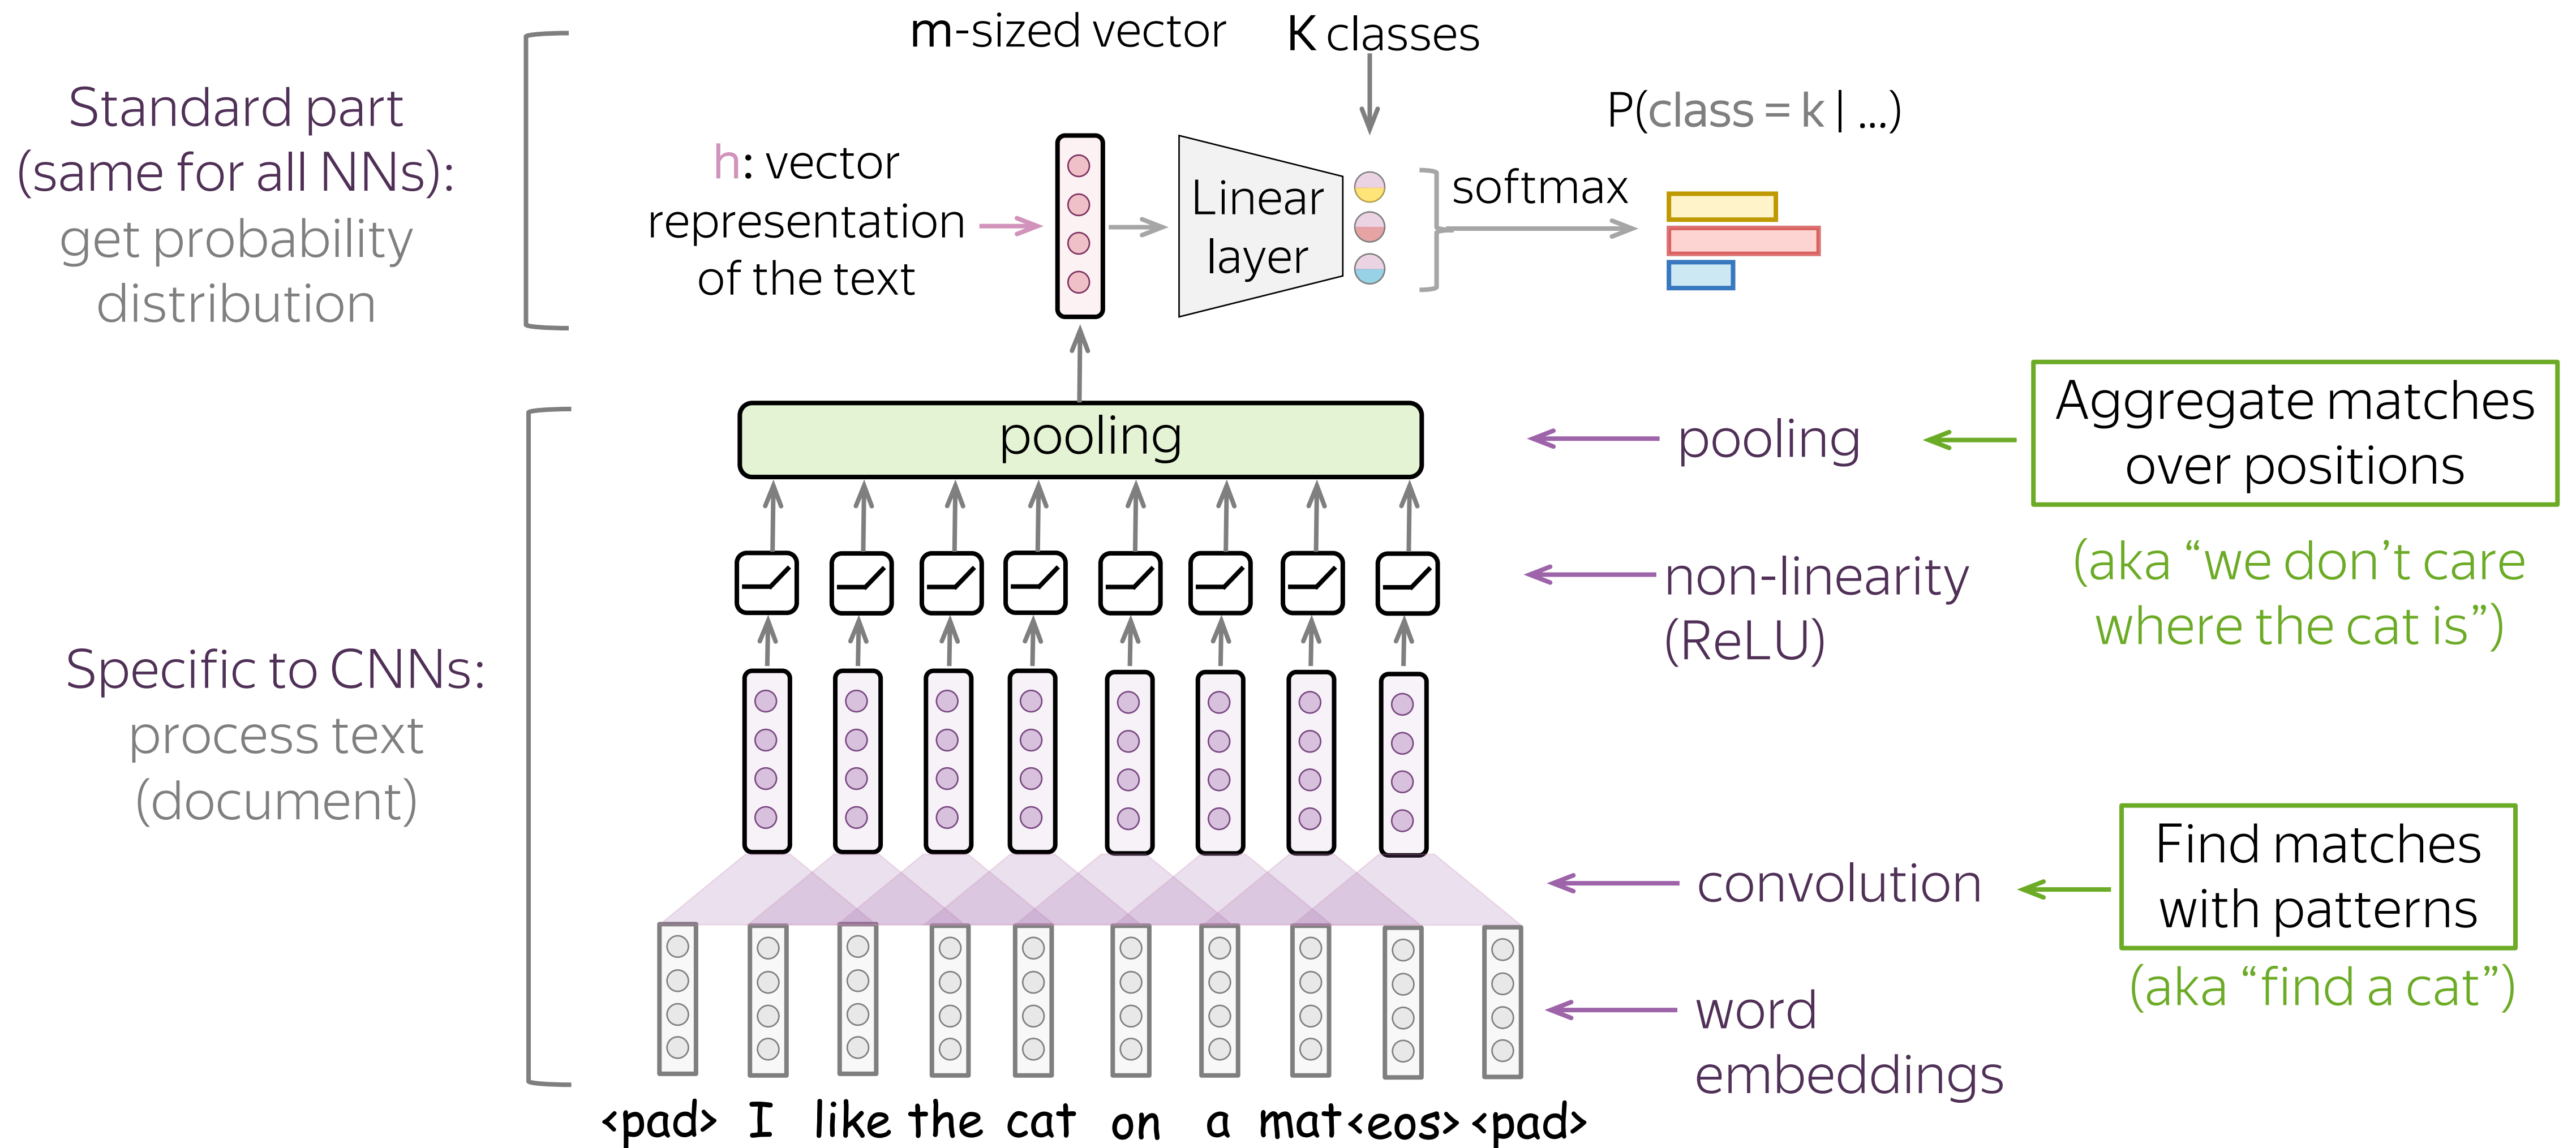 m-sized vector
K classes
Standard part
(same for all NNs):
get probability
distribution
h: vector
representation
of the text
Linear
layer
softmax
P(class = k | ...)
pooling
pooling
Aggregate matches
over positions
(aka “we don’t care
where the cat is”)
non-linearity
(ReLU)
Specific to CNNs:
process text
(document)
convolution
Find matches
with patterns
(aka “find a cat”)
word
embeddings
<pad> I like the cat on a mat <eos> <pad>